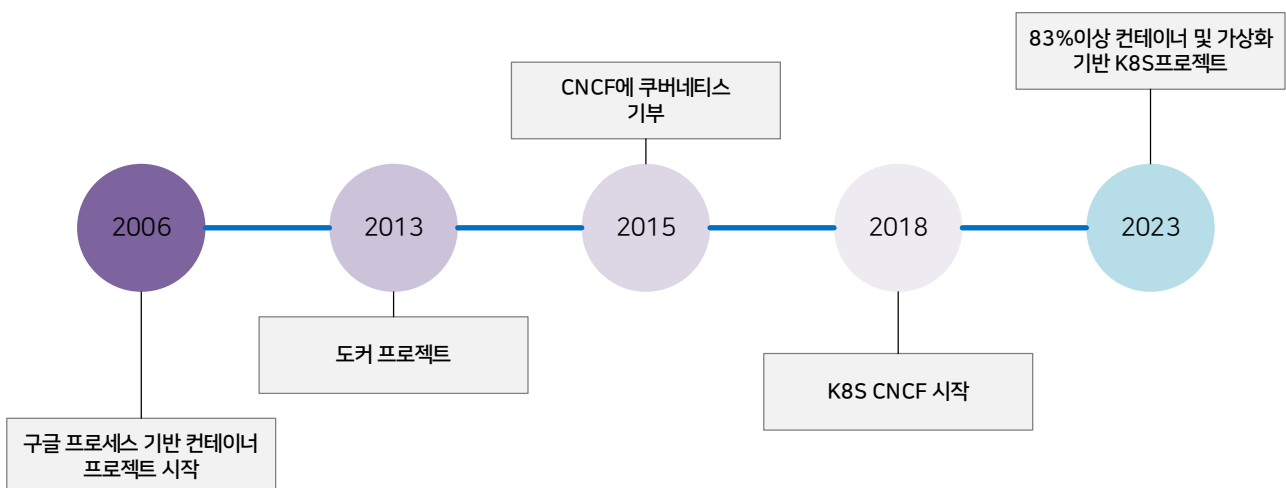 83%이상 컨테이너 및 가상화
기반 K8S프로젝트
CNCF에 쿠버네티스
기부
2006
2013
2015
2018
2023
도커 프로젝트
K8S CNCF 시작
구글 프로세스 기반 컨테이너
프로젝트 시작